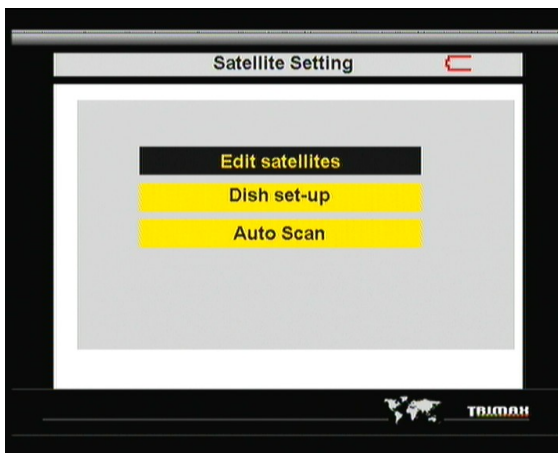 Satellite Setting
Edit satellites
Dish set-up
Auto Scan
TRIMAX